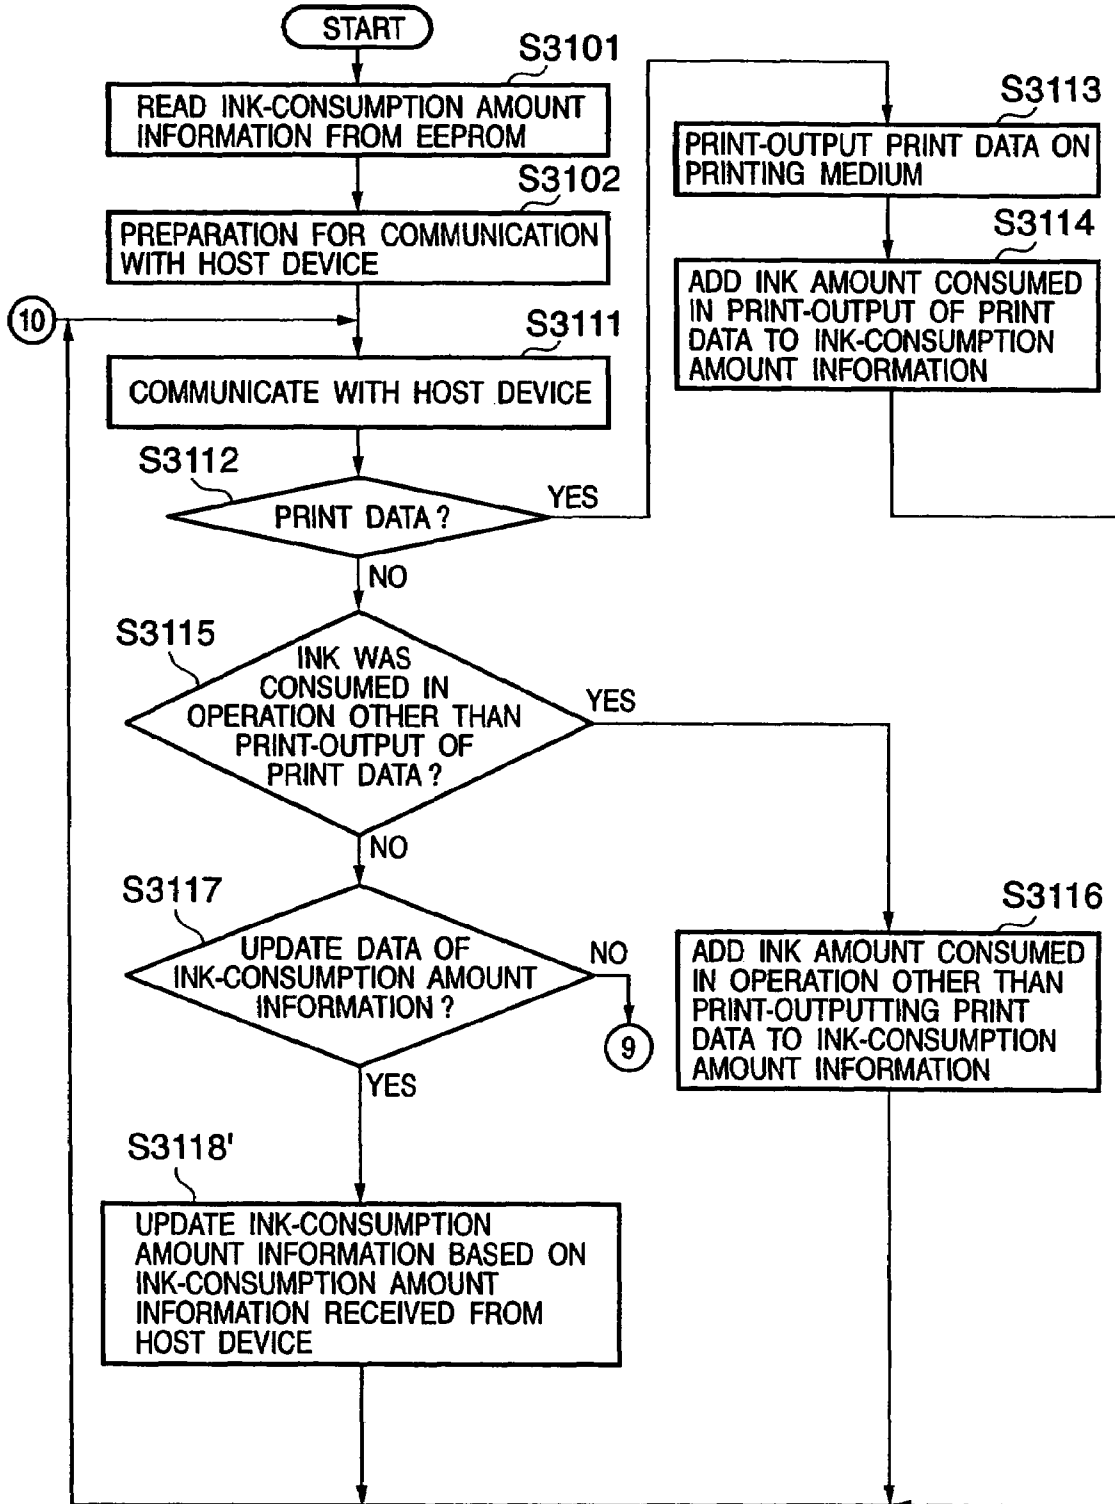 START
S3101
READ INK-CONSUMPTION AMOUNT
INFORMATION FROM EEPROM
S3102
PREPARATION FOR COMMUNICATION
WITH HOST DEVICE
10
S3111
COMMUNICATE WITH HOST DEVICE
S3112
PRINT DATA?
YES
NO
S3113
PRINT-OUTPUT PRINT DATA ON
PRINTING MEDIUM
S3114
ADD INK AMOUNT CONSUMED
IN PRINT-OUTPUT OF PRINT
DATA TO INK-CONSUMPTION
AMOUNT INFORMATION
S3115
INK WAS
CONSUMED IN
OPERATION OTHER THAN
PRINT-OUTPUT OF
PRINT DATA?
YES
NO
S3116
ADD INK AMOUNT CONSUMED
IN OPERATION OTHER THAN
PRINT-OUTPUTTING PRINT
DATA TO INK-CONSUMPTION
AMOUNT INFORMATION
S3117
UPDATE DATA OF
INK-CONSUMPTION AMOUNT
INFORMATION?
NO
9
YES
S3118'
UPDATE INK-CONSUMPTION
AMOUNT INFORMATION BASED ON
INK-CONSUMPTION AMOUNT
INFORMATION RECEIVED FROM
HOST DEVICE